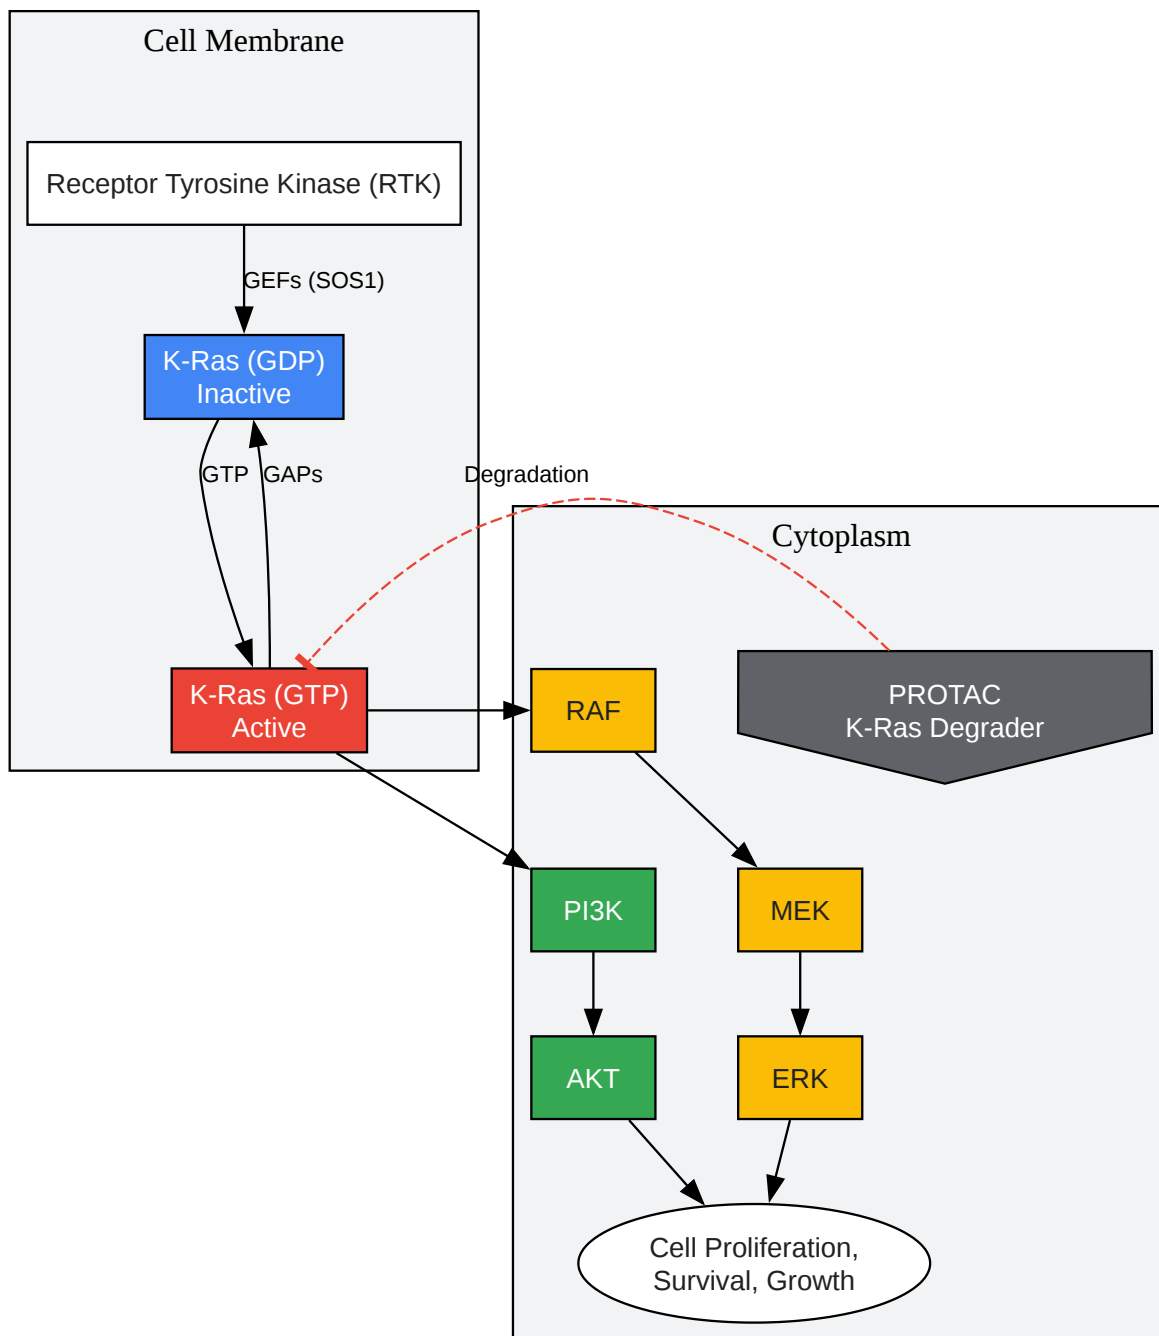 Cell Membrane
Receptor Tyrosine Kinase (RTK)
GEFs (SOS1)
K-Ras (GDP)
Inactive
GTP
GAPs
Degradation
Cytoplasm
K-Ras (GTP)
Active
RAF
PROTAC
K-Ras Degrader
PI3K
MEK
AKT
ERK
Cell Proliferation,
Survival, Growth